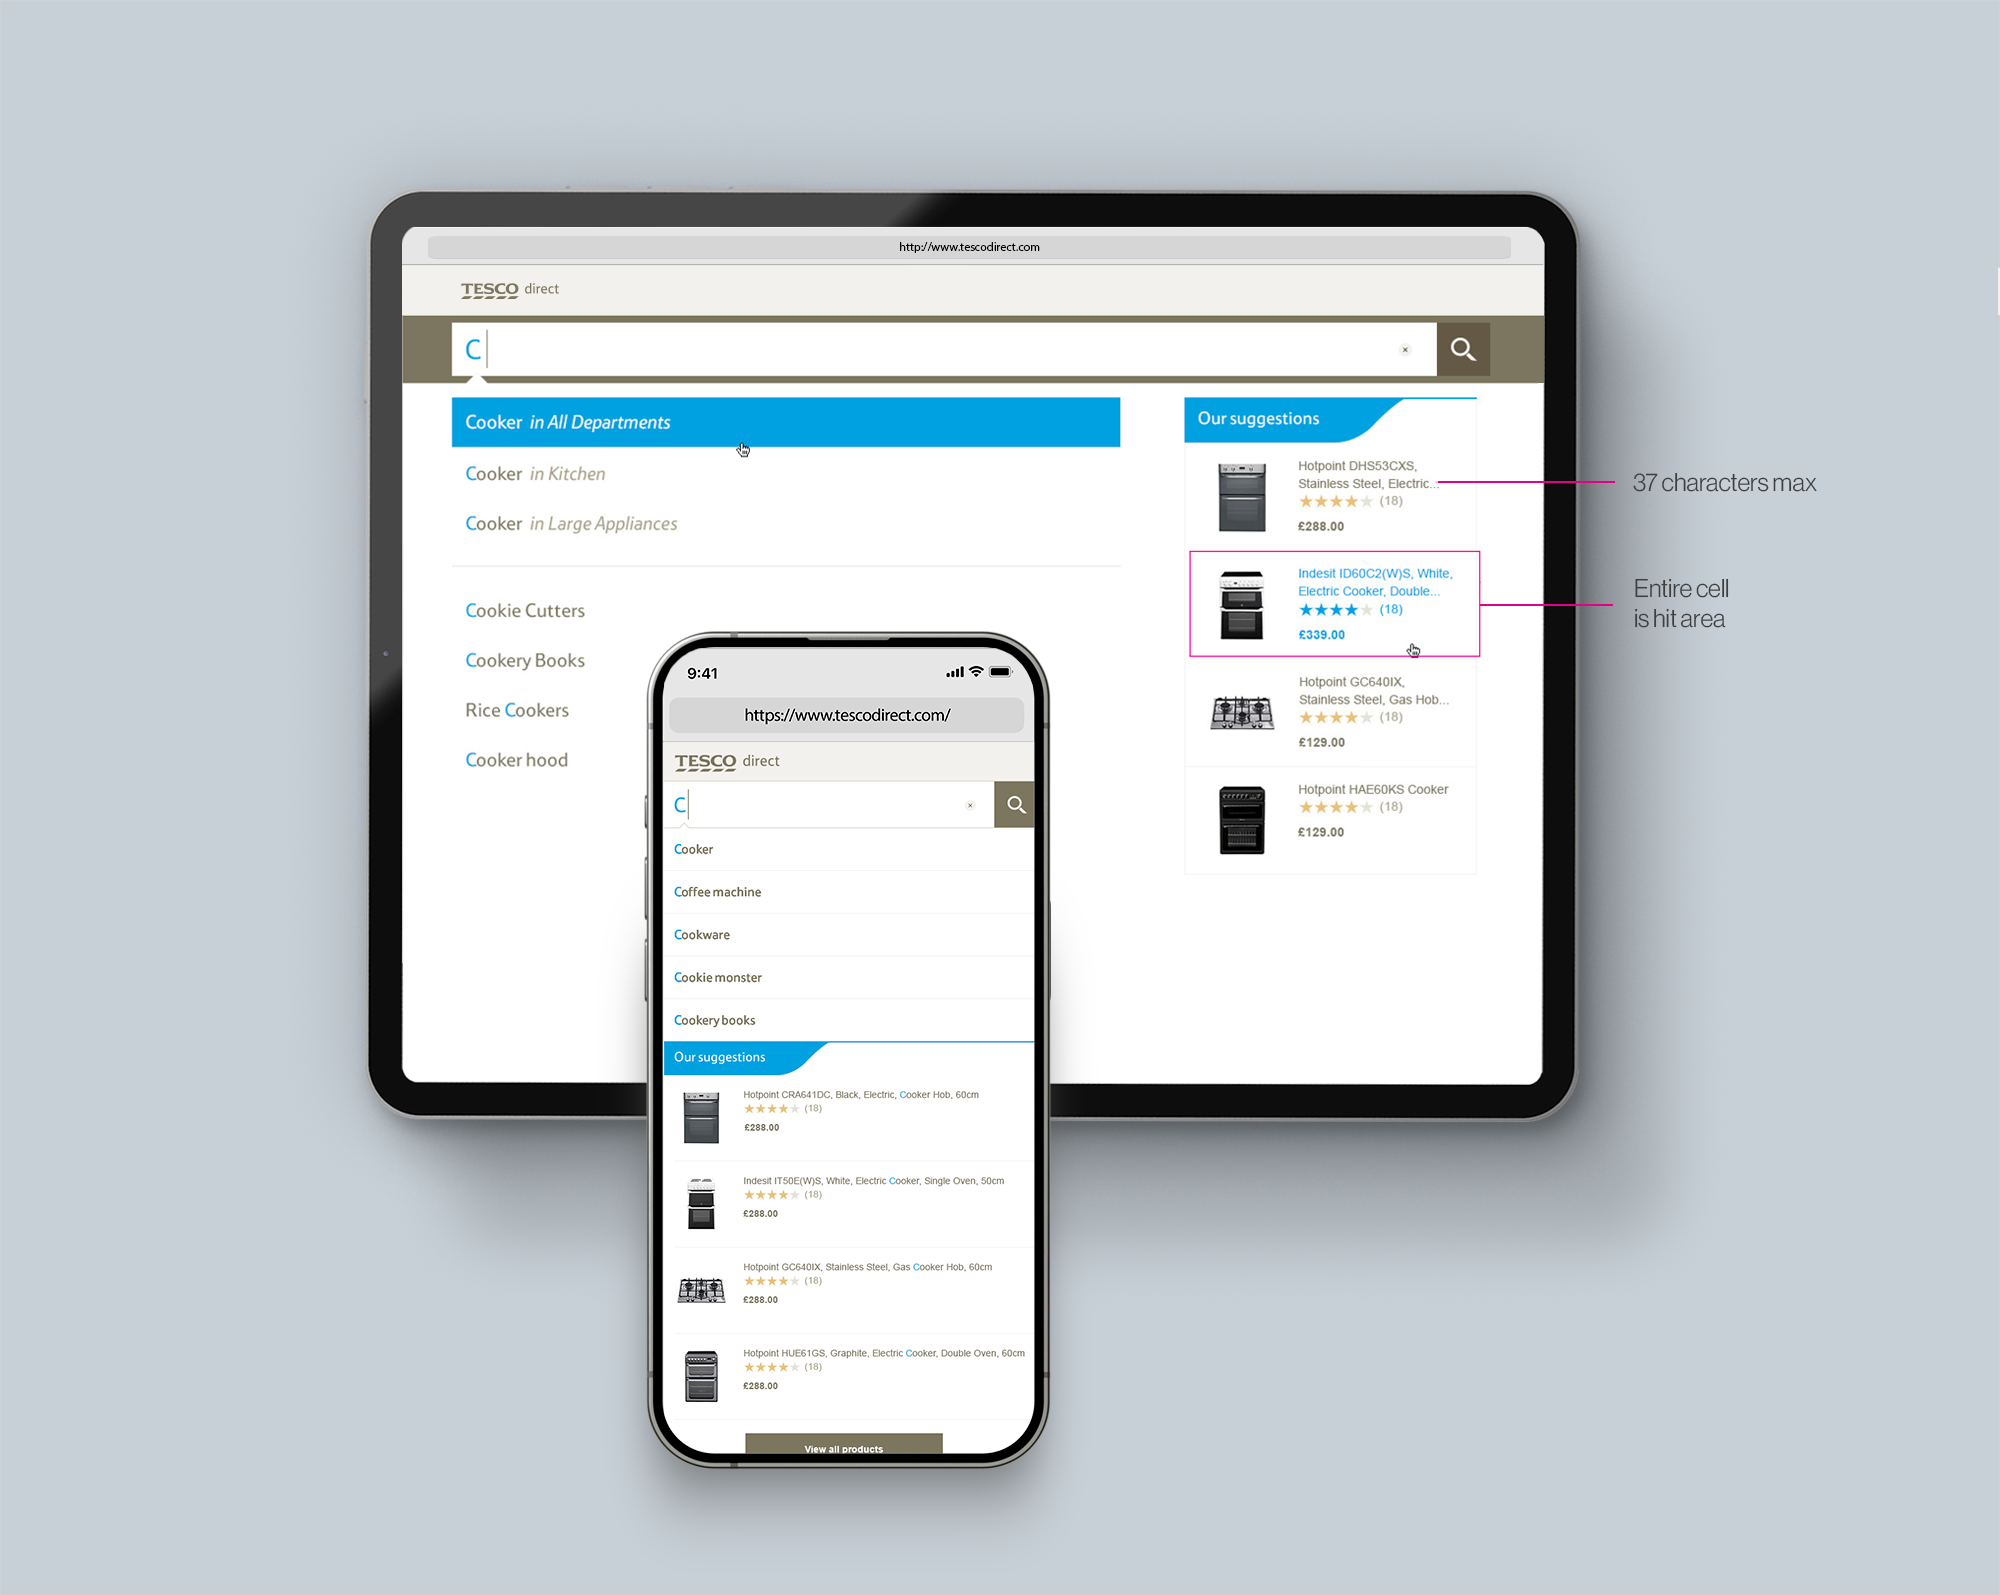 http://www.tescodirect.com
TESCO direct
C
Cooker in All Departments
Cooker in Kitchen
Cooker in Large Appliances
Cookie Cutters
Cookery Books
Rice Cookers
Cooker hood
Our suggestions
Hotpoint DHS53CXS,
Stainless Steel, Electric...
(18)
£288.00
Indesit ID60C2(W)S, White,
Electric Cooker, Double...
(18)
£339.00
Hotpoint GC640IX,
Stainless Steel, Gas Hob...
(18)
£129.00
Hotpoint HAE60KS Cooker
(18)
£129.00
37 characters max
Entire cell
is hit area
9:41
https://www.tescodirect.com/
TESCO direct
C
Cooker
Coffee machine
Cookware
Cookie monster
Cookery books
Our suggestions
Hotpoint CRA641DC, Black, Electric, Cooker Hob, 60cm
(18)
£288.00
Indesit IT50E(W)S, White, Electric Cooker, Single Oven, 50cm
(18)
£288.00
Hotpoint GC640IX, Stainless Steel, Gas Cooker Hob, 60cm
(18)
£288.00
Hotpoint HUE61GS, Graphite, Electric Cooker, Double Oven, 60cm
(18)
£288.00
View all products